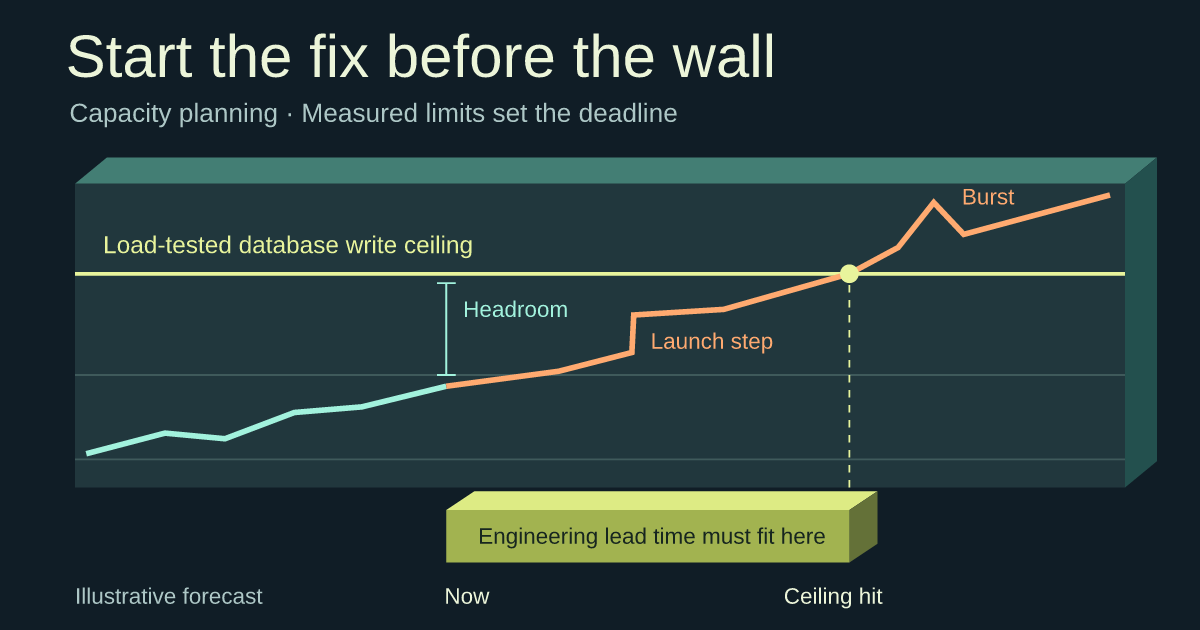 Start the fix before the wall
Capacity planning · Measured limits set the deadline
Burst
Load-tested database write ceiling
Headroom
Launch step
Engineering lead time must fit here
Illustrative forecast
Now
Ceiling hit